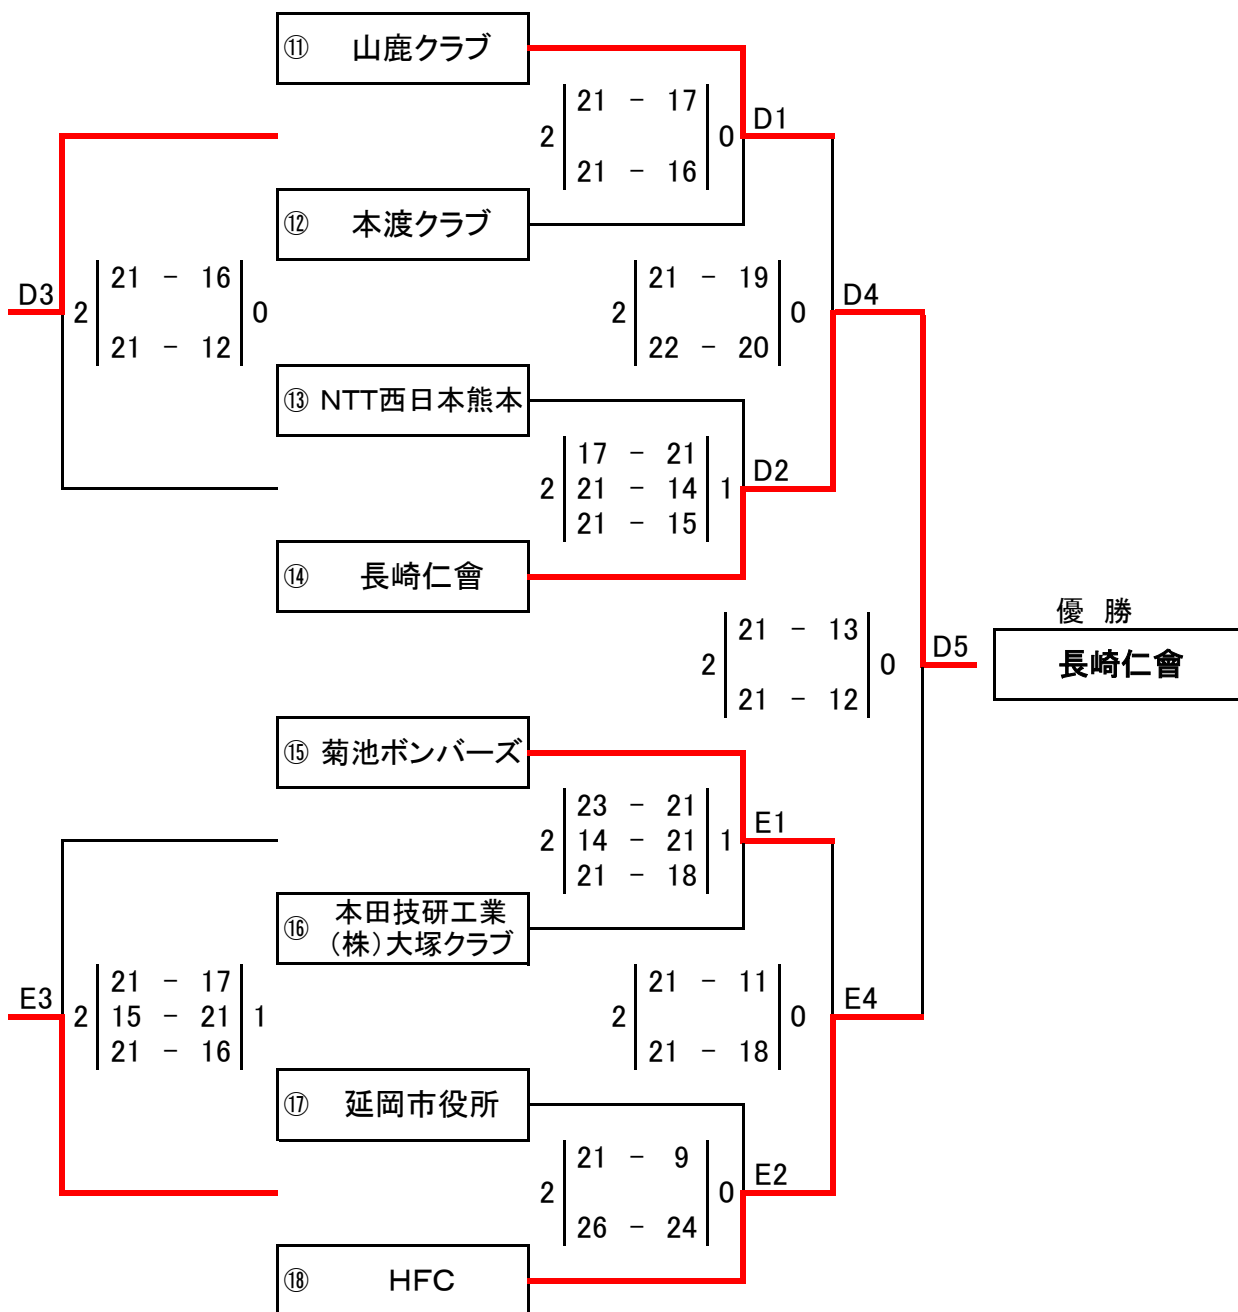 ⑪ 山鹿クラブ
21 - 17
2 0 D1
21 - 16
⑫ 本渡クラブ
21 - 16
D3 2 0
21 - 12
21 - 19
2 0 D4
22 - 20
⑬ NTT西日本熊本
17 - 21
2 21 - 14 1 D2
21 - 15
⑭ 長崎仁會
優 勝
長崎仁會
21 - 13
2 0 D5
21 - 12
⑮ 菊池ボンバーズ
23 - 21
2 14 - 21 1 E1
21 - 18
⑯ 本田技研工業
(株)大塚クラブ
21 - 17
E3 2 15 - 21 1
21 - 16
21 - 11
2 0 E4
21 - 18
⑰ 延岡市役所
21 - 9
2 0 E2
26 - 24
⑱ HFC